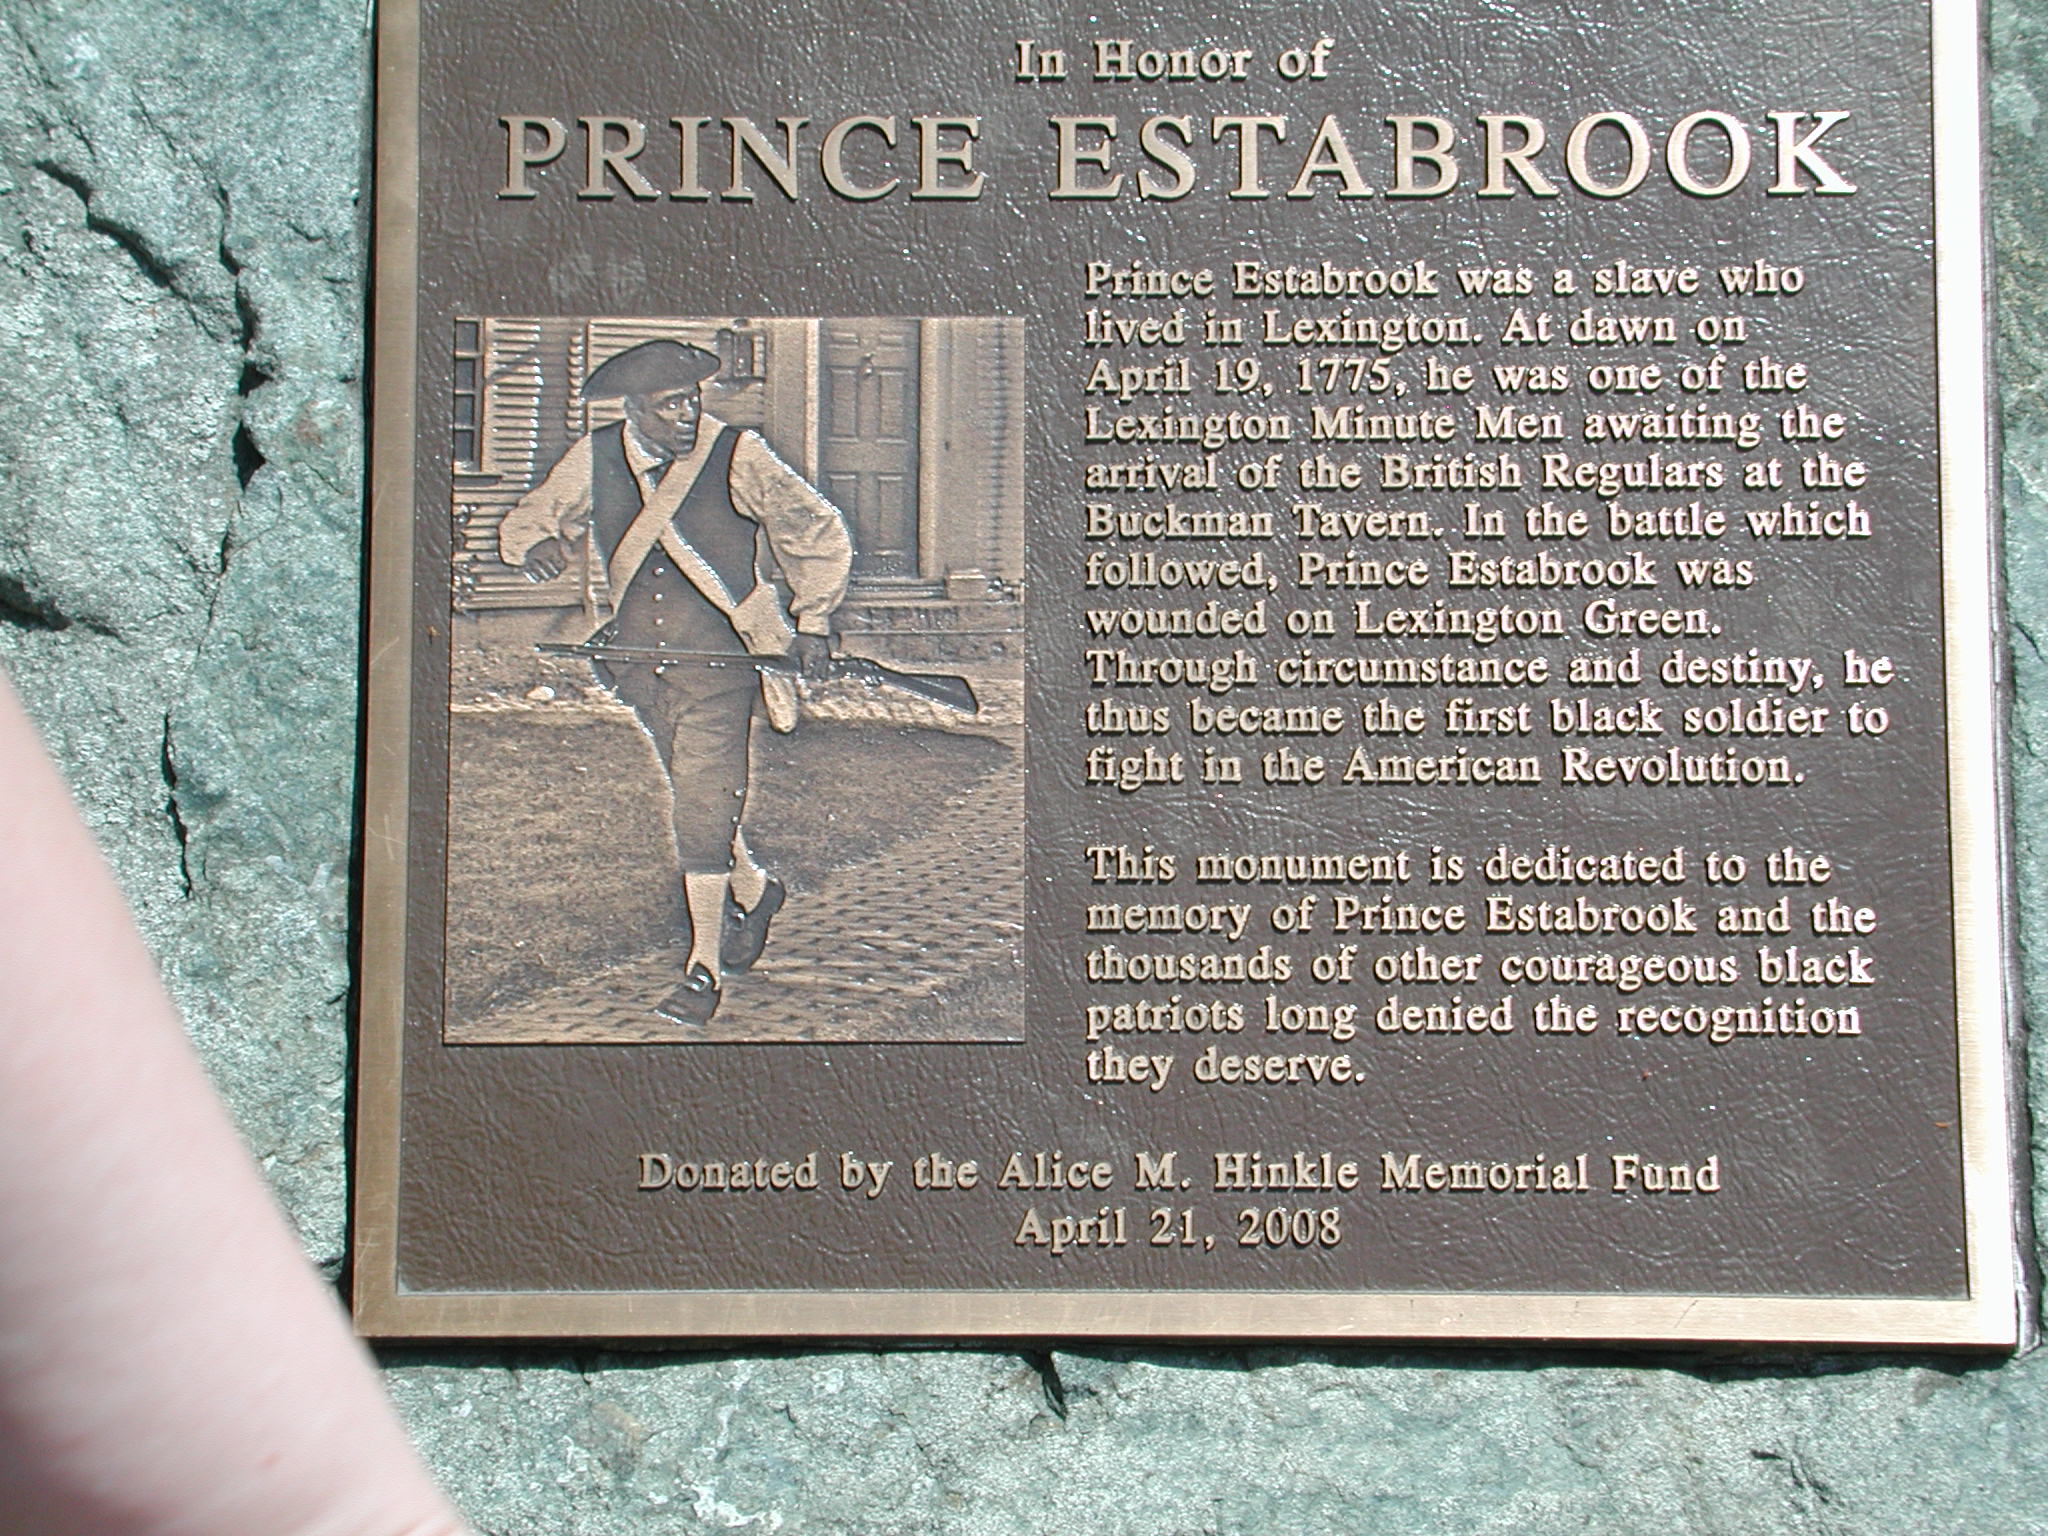 In Honor of
PRINCE ESTABROOK
Prince Estabrook was a slave who
lived in Lexington. At dawn on
April 19, 1775, he was one of the
Lexington Minute Men awaiting the
arrival of the British Regulars at the
Buckman Tavern. In the battle which
followed, Prince Estabrook was
wounded on Lexington Green.
Through circumstance and destiny, he
thus became the first black soldier to
fight in the American Revolution.
This monument is dedicated to the
memory of Prince Estabrook and the
thousands of other courageous black
patriots long denied the recognition
they deserve.
Donated by the Alice M. Hinkle Memorial Fund
April 21, 2008